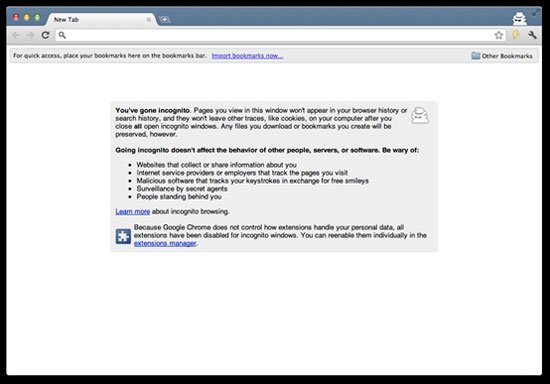 New Tab
For quick access, place your bookmarks here on the bookmarks bar. Import bookmarks now...
Other Bookmarks
You've gone incognito. Pages you view in this window won't appear in your browser history or
search history, and they won't leave other traces, like cookies, on your computer after you
close all open incognito windows. Any files you download or bookmarks you create will be
preserved, however.
Going incognito doesn't affect the behavior of other people, servers, or software. Be wary of:
• Websites that collect or share information about you
• Internet service providers or employers that track the pages you visit
• Malicious software that tracks your keystrokes in exchange for free smileys
• Surveillance by secret agents
• People standing behind you
Learn more about incognito browsing.
Because Google Chrome does not control how extensions handle your personal data, all
extensions have been disabled for incognito windows. You can reenable them individually in the
extensions manager.